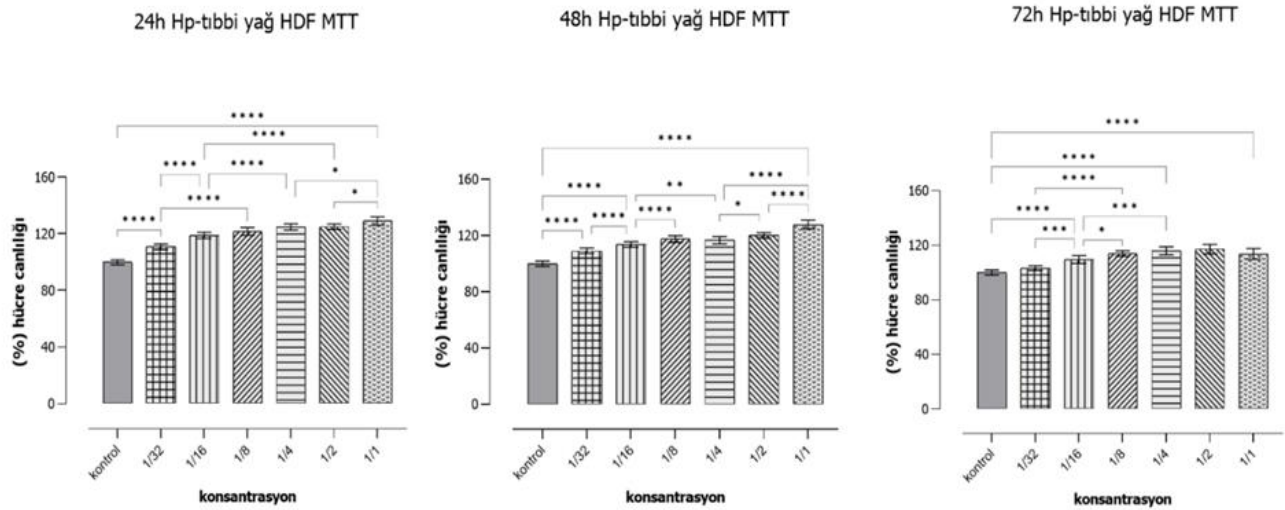 24h Hp-tıbbi yağ HDF MTT
(%) hücre canlılığı
160
120
80
40
0
****
****
**** **** *
**** **** *
kontrol 1/32 1/16 1/8 1/4 1/2 1/1
konsantrasyon
48h Hp-tıbbi yağ HDF MTT
(%) hücre canlılığı
160
120
80
40
0
****
**** ** ****
**** **** **** * ****
kontrol 1/32 1/16 1/8 1/4 1/2 1/1
konsantrasyon
72h Hp-tıbbi yağ HDF MTT
(%) hücre canlılığı
160
120
80
40
0
****
****
****
**** ***
*** *
kontrol 1/32 1/16 1/8 1/4 1/2 1/1
konsantrasyon